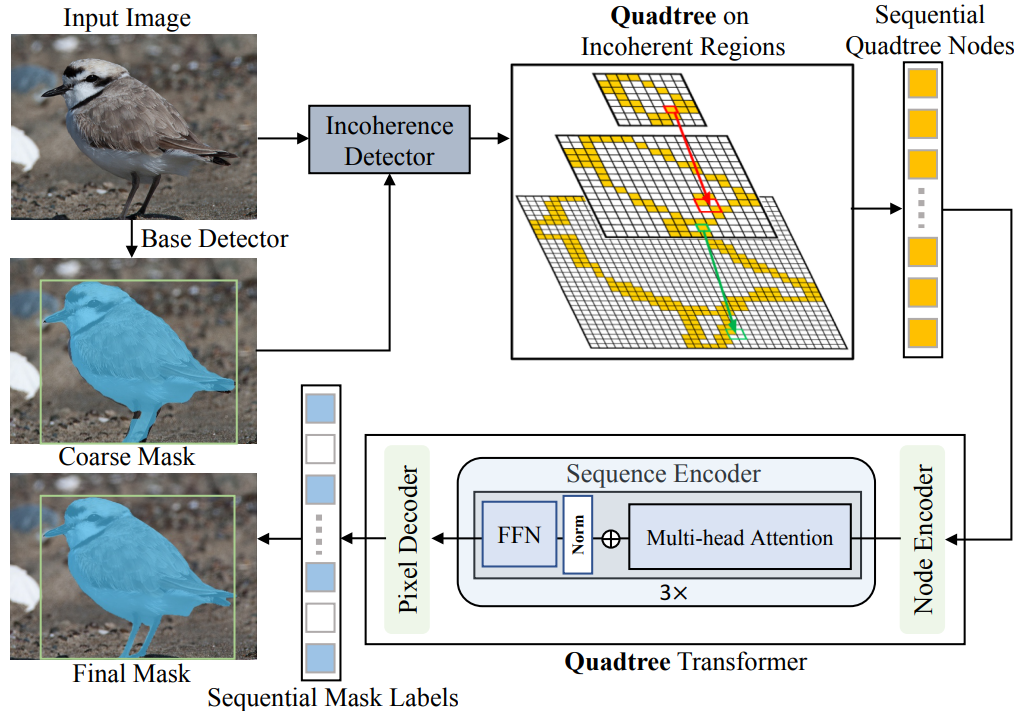 Input Image
Quadtree on
Incoherent Regions
Sequential
Quadtree Nodes
Incoherence
Detector
Base Detector
Coarse Mask
Final Mask
Sequential Mask Labels
Pixel Decoder
Sequence Encoder
FFN
Norm
Multi-head Attention
3×
Node Encoder
Quadtree Transformer